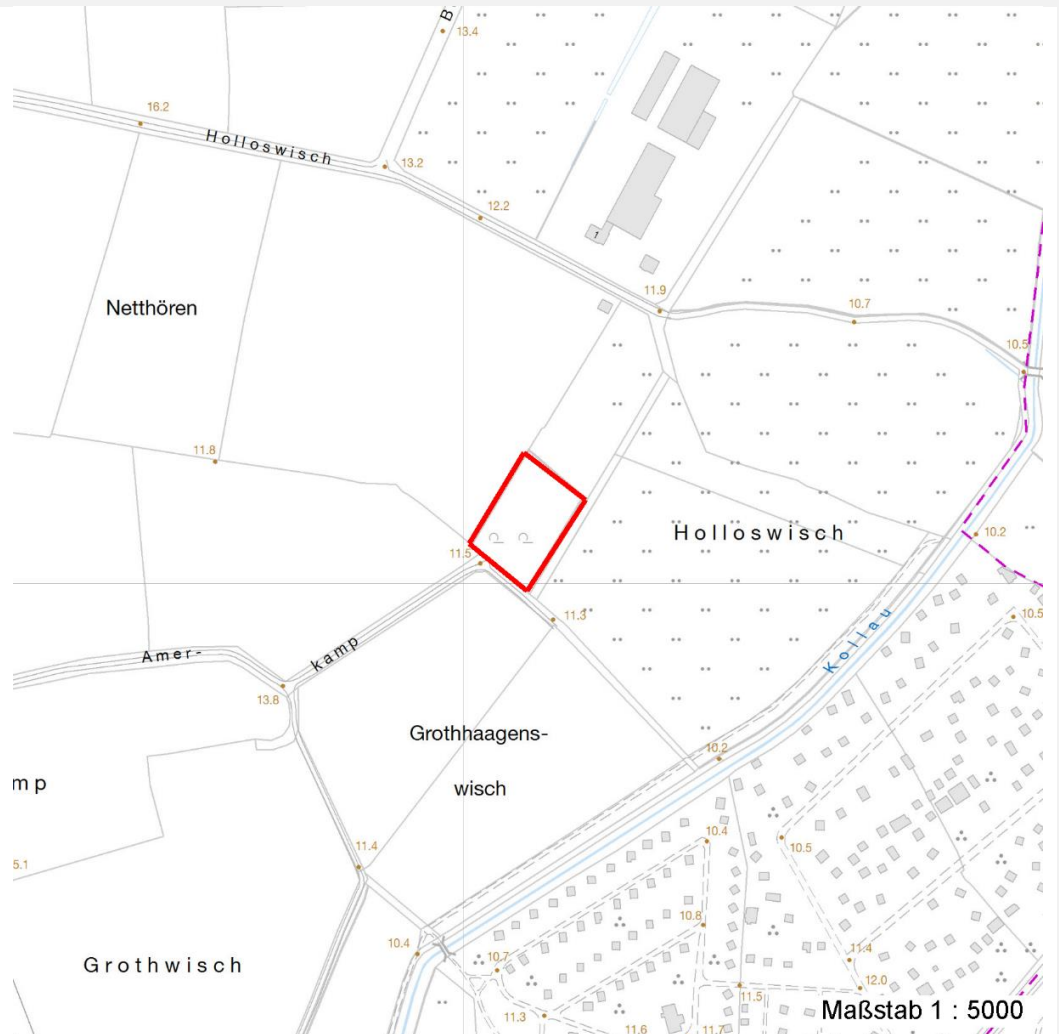 B
13.4
16.2
Holloswisch
13.2
12.2
1
11.9
10.7
Netthören
10.5
11.8
Holloswisch
10.2
11.5
11.3
10.5
Kollau
Amer-
kamp
13.8
Grothhaagens-
wisch
10.2
mp
10.4
10.5
5.1
11.4
10.8
10.4
11.4
Grothwisch
10.7
12.0
11.5
Maßstab 1 : 5000
11.3
11.6
11.7